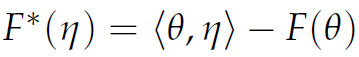 F*(η) = ⟨θ, η⟩ − F(θ)